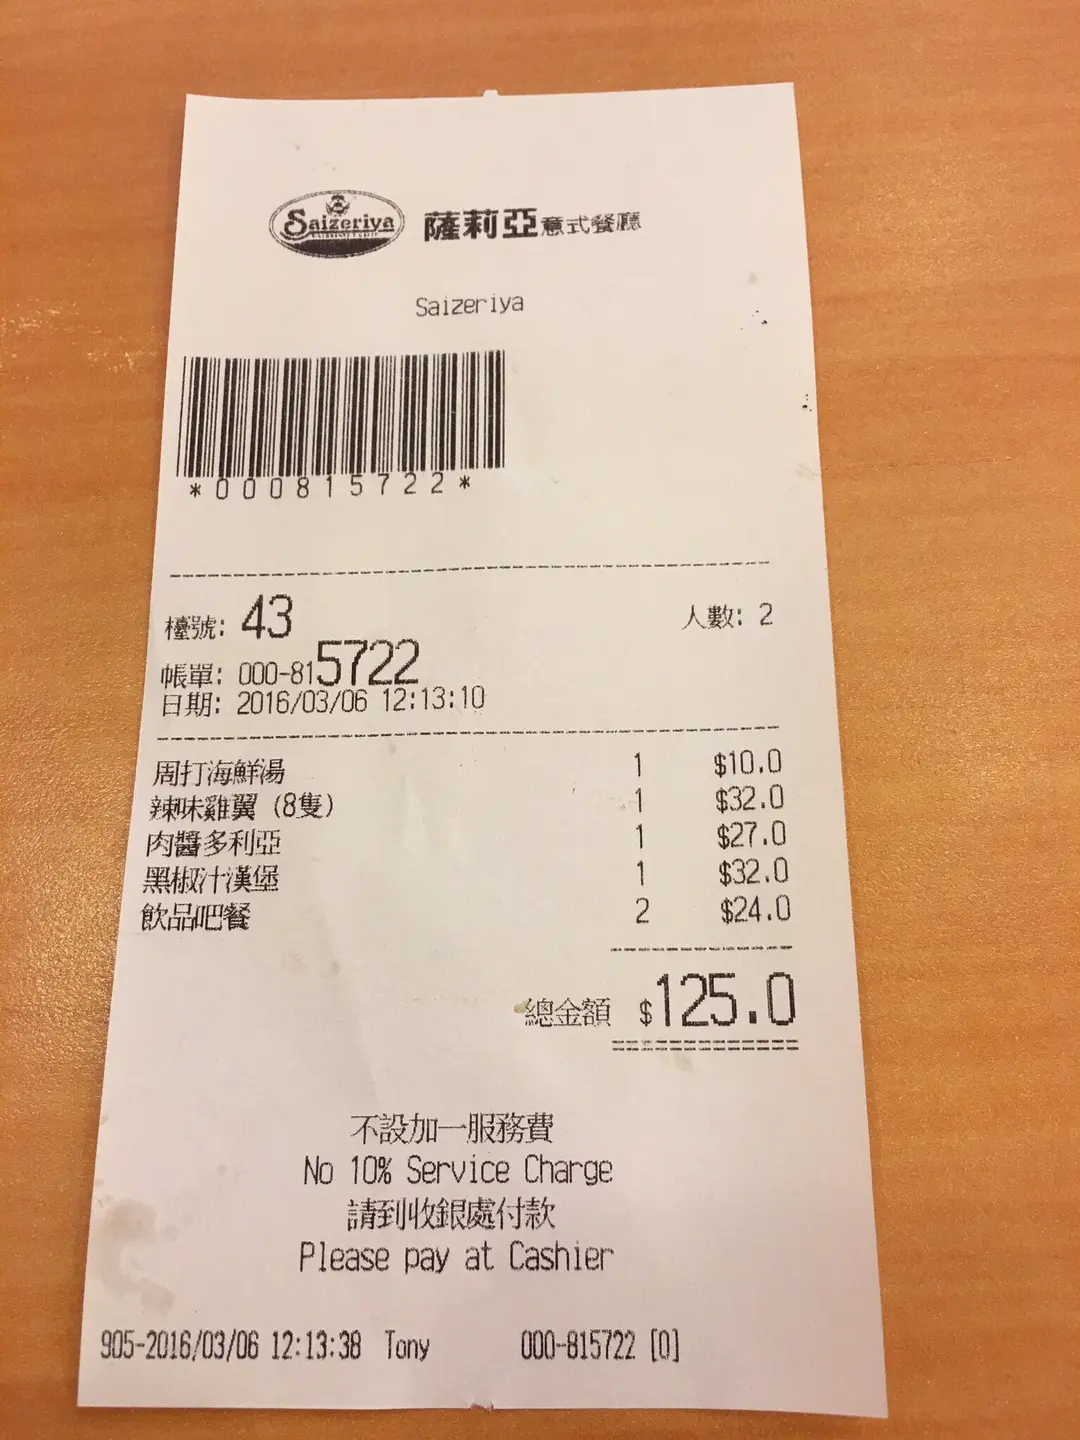 Saizeriya 薩莉亞意式餐廳
Saizeriya
*000815722*
檯號: 43 人數: 2
帳單: 000-815722
日期: 2016/03/06 12:13:10
周打海鮮湯 1 $10.0
辣味雞翼 (8隻) 1 $32.0
肉醬多利亞 1 $27.0
黑椒汁漢堡 1 $32.0
飲品吧餐 2 $24.0
總金額 $125.0
不設加一服務費
No 10% Service Charge
請到收銀處付款
Please pay at Cashier
905-2016/03/06 12:13:38 Tony 000-815722 [0]